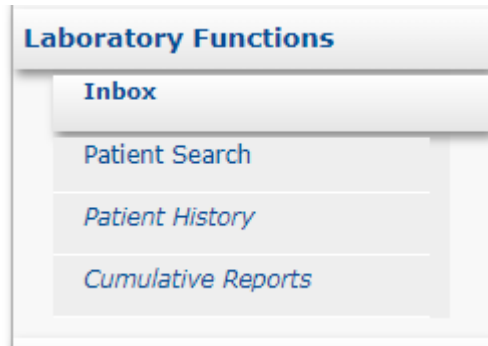 Laboratory Functions
Inbox
Patient Search
Patient History
Cumulative Reports